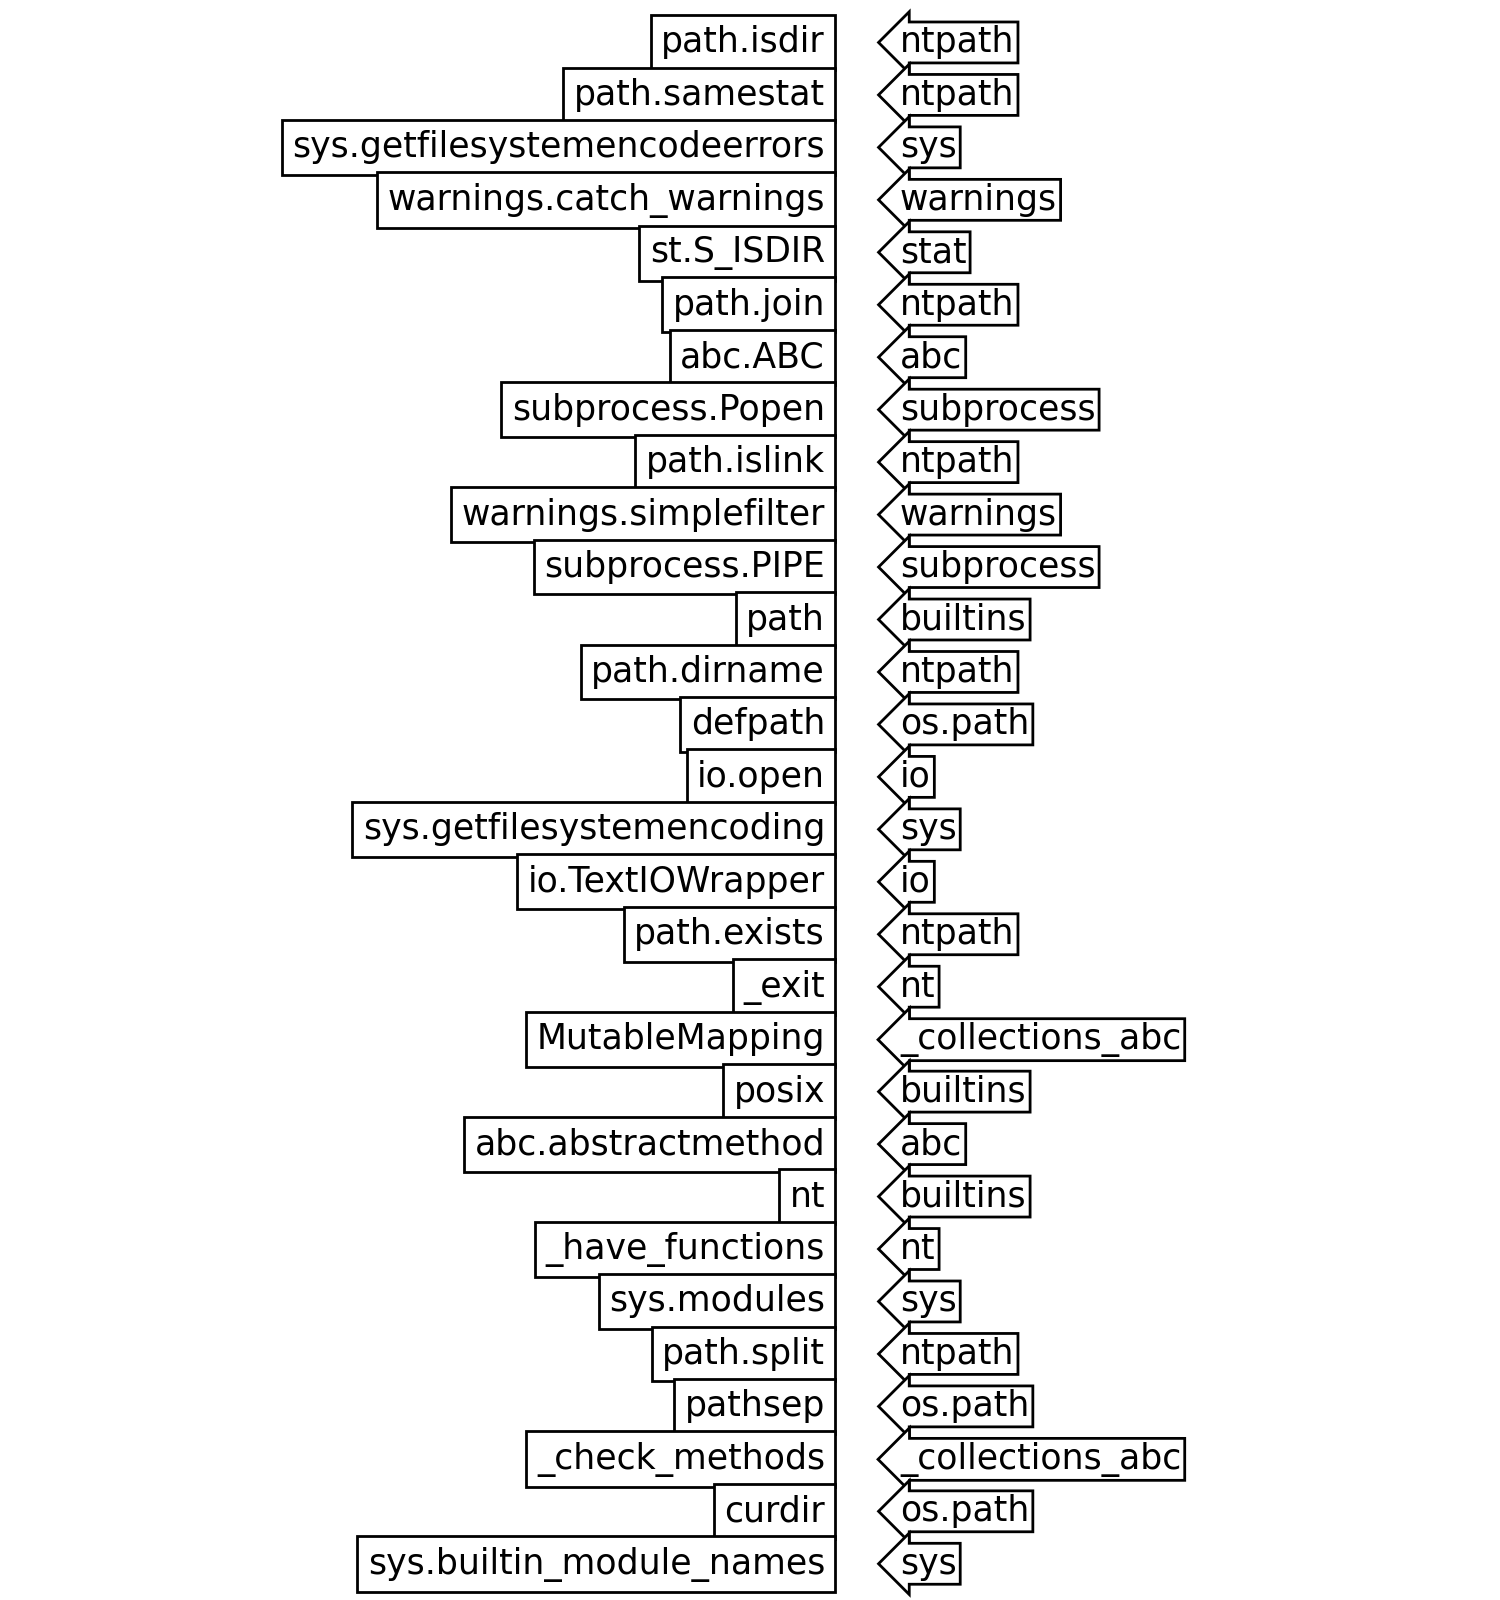 path.isdir ntpath
path.samestat ntpath
sys.getfilesystemencodeerrors sys
warnings.catch_warnings warnings
st.S_ISDIR stat
path.join ntpath
abc.ABC abc
subprocess.Popen subprocess
path.islink ntpath
warnings.simplefilter warnings
subprocess.PIPE subprocess
path builtins
path.dirname ntpath
defpath os.path
io.open io
sys.getfilesystemencoding sys
io.TextIOWrapper io
path.exists ntpath
_exit nt
MutableMapping _collections_abc
posix builtins
abc.abstractmethod abc
nt builtins
_have_functions nt
sys.modules sys
path.split ntpath
pathsep os.path
_check_methods _collections_abc
curdir os.path
sys.builtin_module_names sys